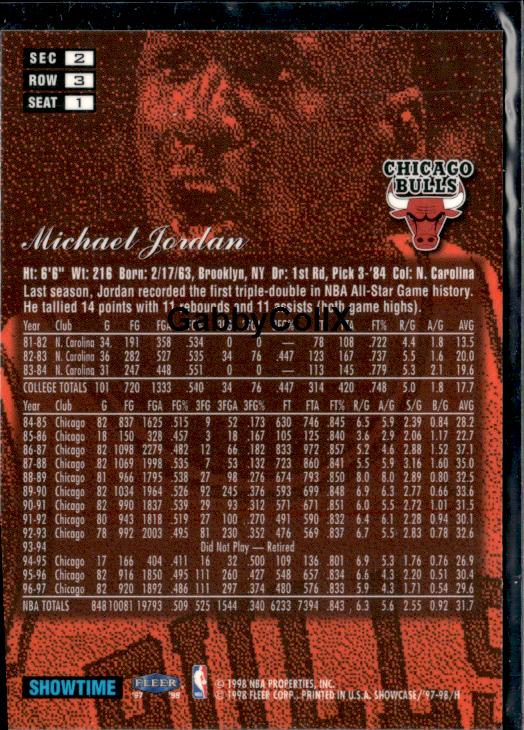 SEC 2
ROW 3
SEAT 1
CHICAGO
BULLS
Michael Jordan
Ht: 6'6" Wt: 216 Born: 2/17/63, Brooklyn, NY Dr: 1st Rd, Pick 3-'84 Col: N. Carolina
Last season, Jordan recorded the first triple-double in NBA All-Star Game history.
He tallied 14 points with 11 rebounds and 11 assists (both game highs).
GabbyCollX
Year Club G FG FGA FG% 3FG 3FGA 3FG% FT FTA FT% R/G A/G AVG
81-82 N. Carolina 34 191 358 .534 0 0 — 78 108 .722 4.4 1.8 13.5
82-83 N. Carolina 36 282 527 .535 34 76 .447 123 167 .737 5.5 1.6 20.0
83-84 N. Carolina 31 247 448 .551 0 0 — 113 145 .779 5.3 2.1 19.6
COLLEGE TOTALS 101 720 1333 .540 34 76 .447 314 420 .748 5.0 1.8 17.7
Year Club G FG FGA FG% 3FG 3FGA 3FG% FT FTA FT% R/G A/G S/G B/G AVG
84-85 Chicago 82 837 1625 .515 9 52 .173 630 746 .845 6.5 5.9 2.39 0.84 28.2
85-86 Chicago 18 150 328 .457 3 18 .167 105 125 .840 3.6 2.9 2.06 1.17 22.7
86-87 Chicago 82 1098 2279 .482 12 66 .182 833 972 .857 5.2 4.6 2.88 1.52 37.1
87-88 Chicago 82 1069 1998 .535 7 53 .132 723 860 .841 5.5 5.9 3.16 1.60 35.0
88-89 Chicago 81 966 1795 .538 27 98 .276 674 793 .850 8.0 8.0 2.89 0.80 32.5
89-90 Chicago 82 1034 1964 .526 92 245 .376 593 699 .848 6.9 6.3 2.77 0.66 33.6
90-91 Chicago 82 990 1837 .539 29 93 .312 571 671 .851 6.0 5.5 2.72 1.01 31.5
91-92 Chicago 80 943 1818 .519 27 100 .270 491 590 .832 6.4 6.1 2.28 0.94 30.1
92-93 Chicago 78 992 2003 .495 81 230 .352 476 569 .837 6.7 5.5 2.83 0.78 32.6
93-94 Did Not Play — Retired
94-95 Chicago 17 166 404 .411 16 32 .500 109 136 .801 6.9 5.3 1.76 0.76 26.9
95-96 Chicago 82 916 1850 .495 111 260 .427 548 657 .834 6.6 4.3 2.20 0.51 30.4
96-97 Chicago 82 920 1892 .486 111 297 .374 480 576 .833 5.9 4.3 1.71 0.54 29.6
NBA TOTALS 848 10081 19793 .509 525 1544 .340 6233 7394 .843 6.3 5.6 2.55 0.92 31.7
SHOWTIME
FLEER
'97 '98
© 1998 NBA PROPERTIES, INC.
© 1998 FLEER CORP., PRINTED IN U.S.A. SHOWCASE/'97-98/H